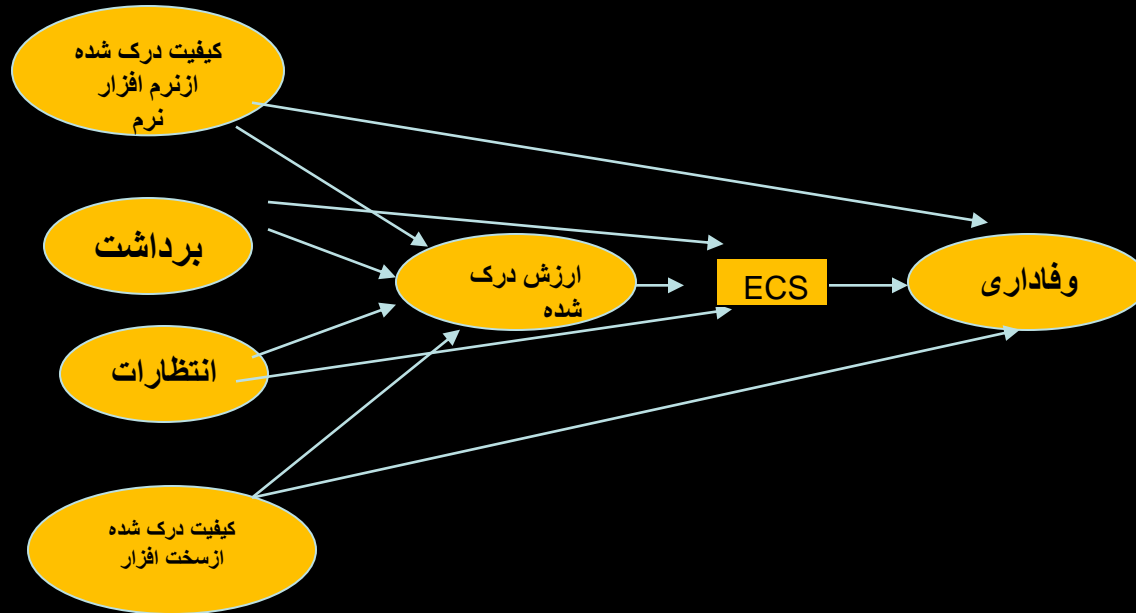 کیفیت درک شده
ازنرم افزار
نرم
برداشت
ارزش درک
شده
ECS
وفاداری
انتظارات
کیفیت درک شده
ازسخت افزار